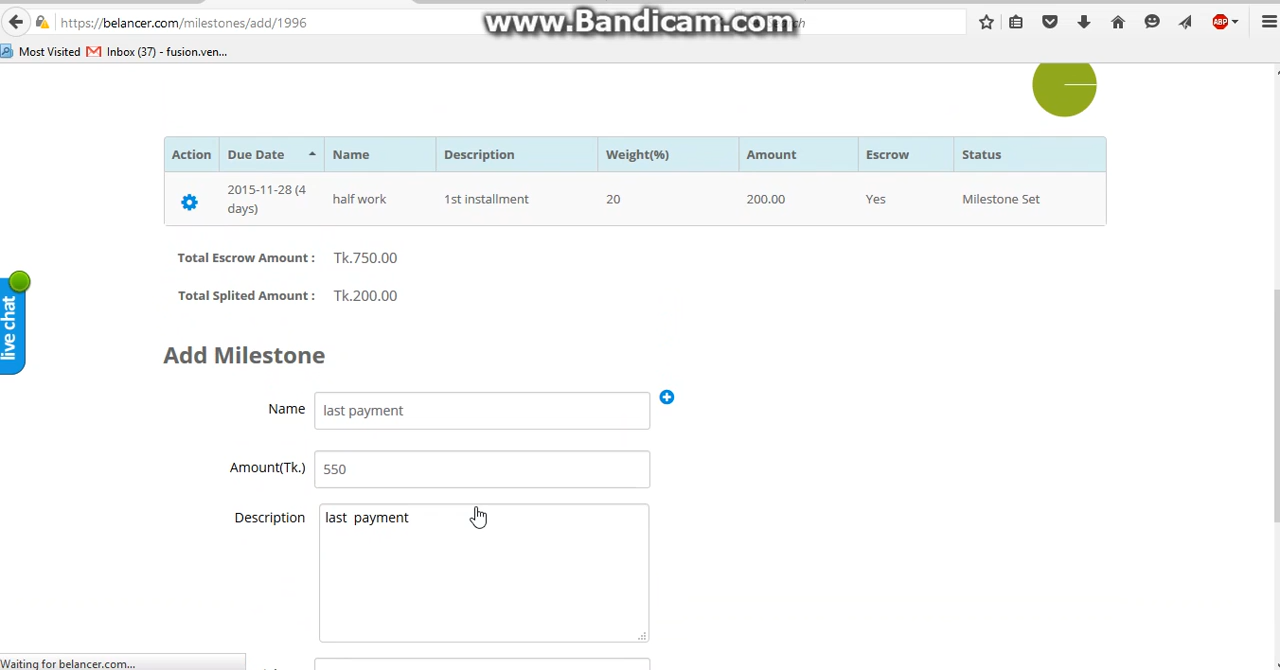 https://belancer.com/milestones/add/1996
www.Bandicam.com
ABP
Most Visited
Inbox (37) - fusion.ven...
Action
Due Date
Name
Description
Weight(%)
Amount
Escrow
Status
2015-11-28 (4
days)
half work
1st installment
20
200.00
Yes
Milestone Set
Total Escrow Amount :
Tk.750.00
Total Splited Amount :
Tk.200.00
live chat
Add Milestone
Name
last payment
Amount(Tk.)
550
Description
last payment
Waiting for belancer.com...